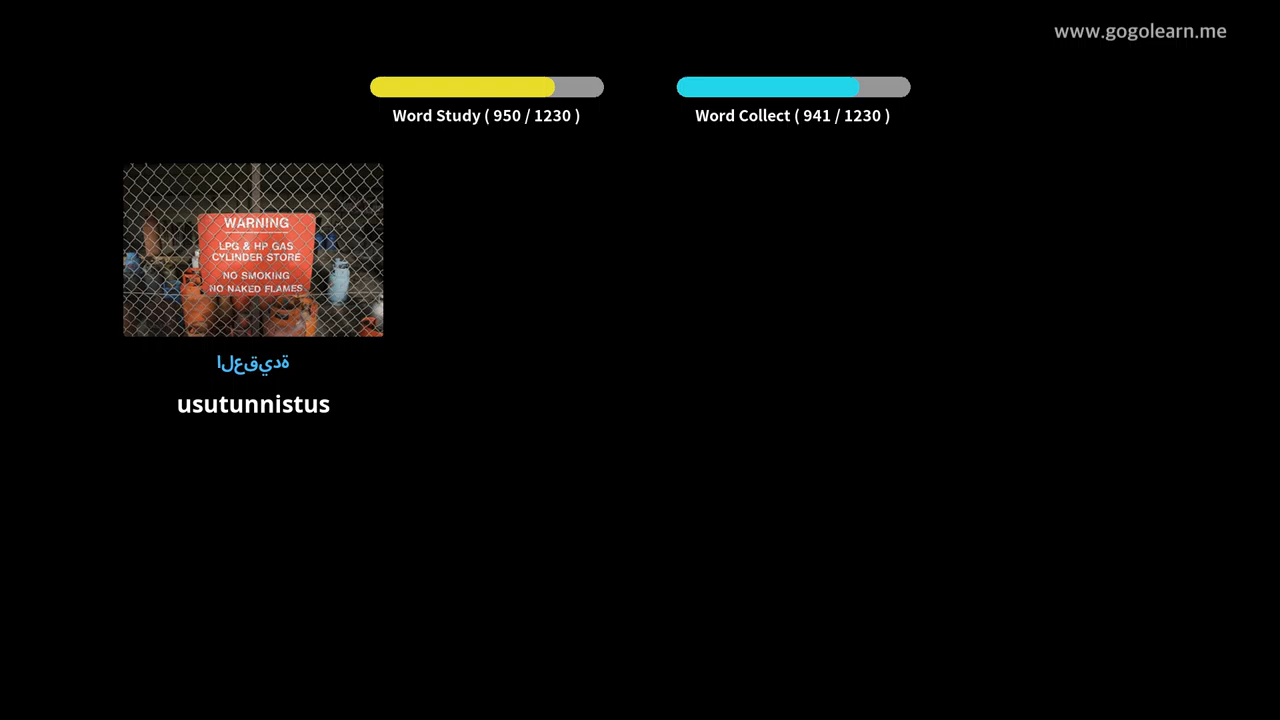 www.gogolearn.me
Word Study ( 950 / 1230 )
Word Collect ( 941 / 1230 )
WARNING
LPG & HP GAS
CYLINDER STORE
NO SMOKING
NO NAKED FLAMES
ةديقعلا
usutunnistus